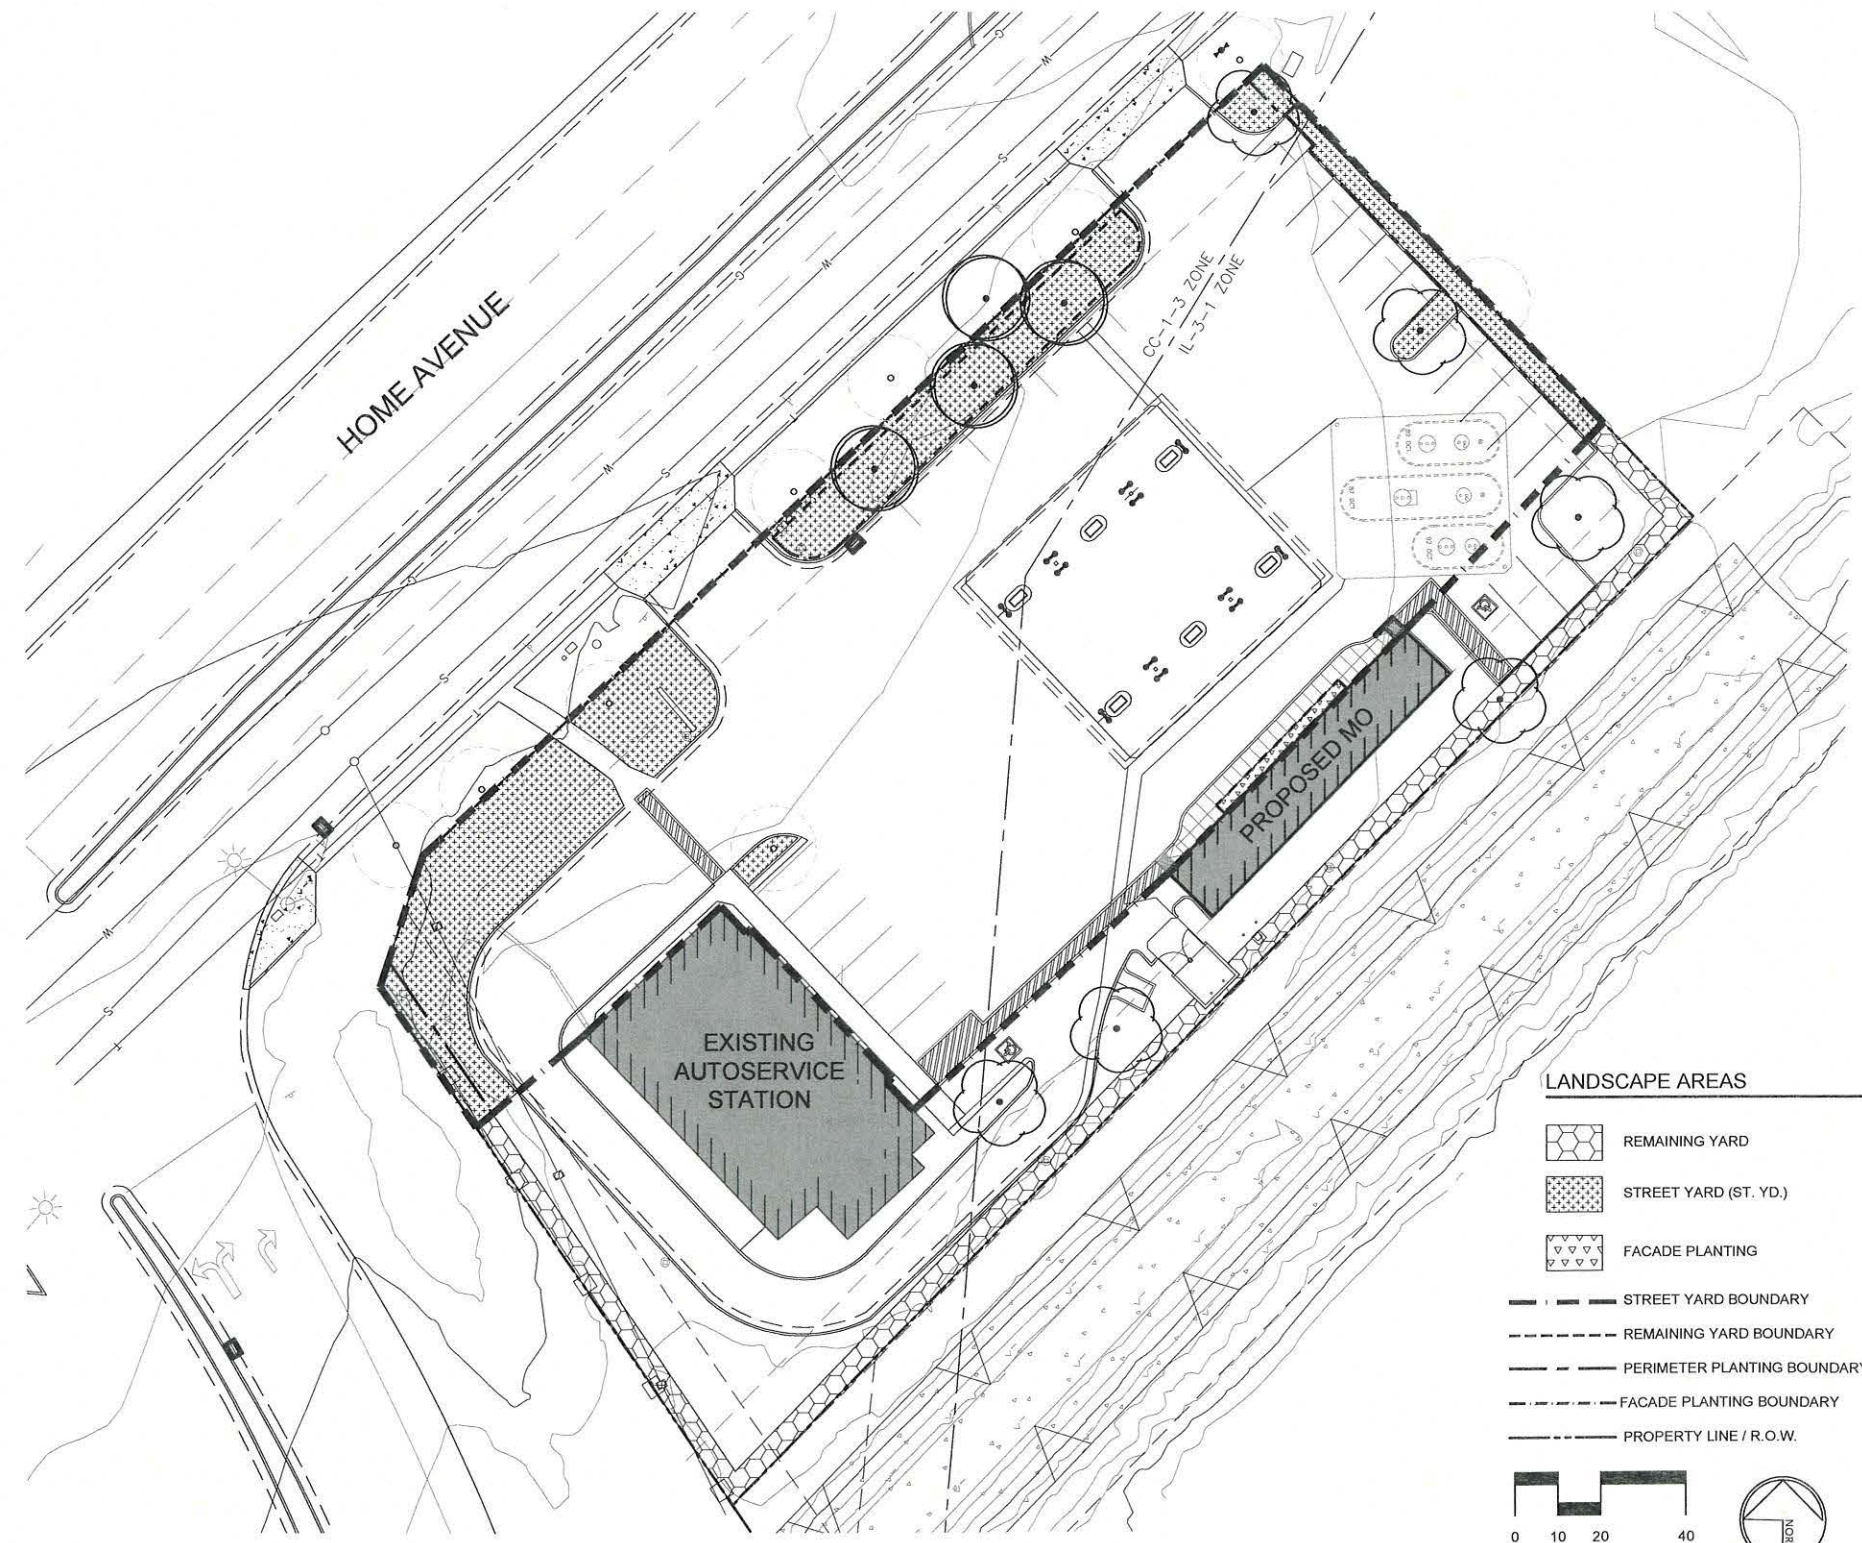 HOME AVENUE
CC-1-3 ZONE
IL-3-1 ZONE
PROPOSED MO
EXISTING
AUTOSERVICE
STATION
LANDSCAPE AREAS
REMAINING YARD
STREET YARD (ST. YD.)
FACADE PLANTING
STREET YARD BOUNDARY
REMAINING YARD BOUNDARY
PERIMETER PLANTING BOUNDARY
FACADE PLANTING BOUNDARY
PROPERTY LINE / R.O.W.
0 10 20 40
NOR